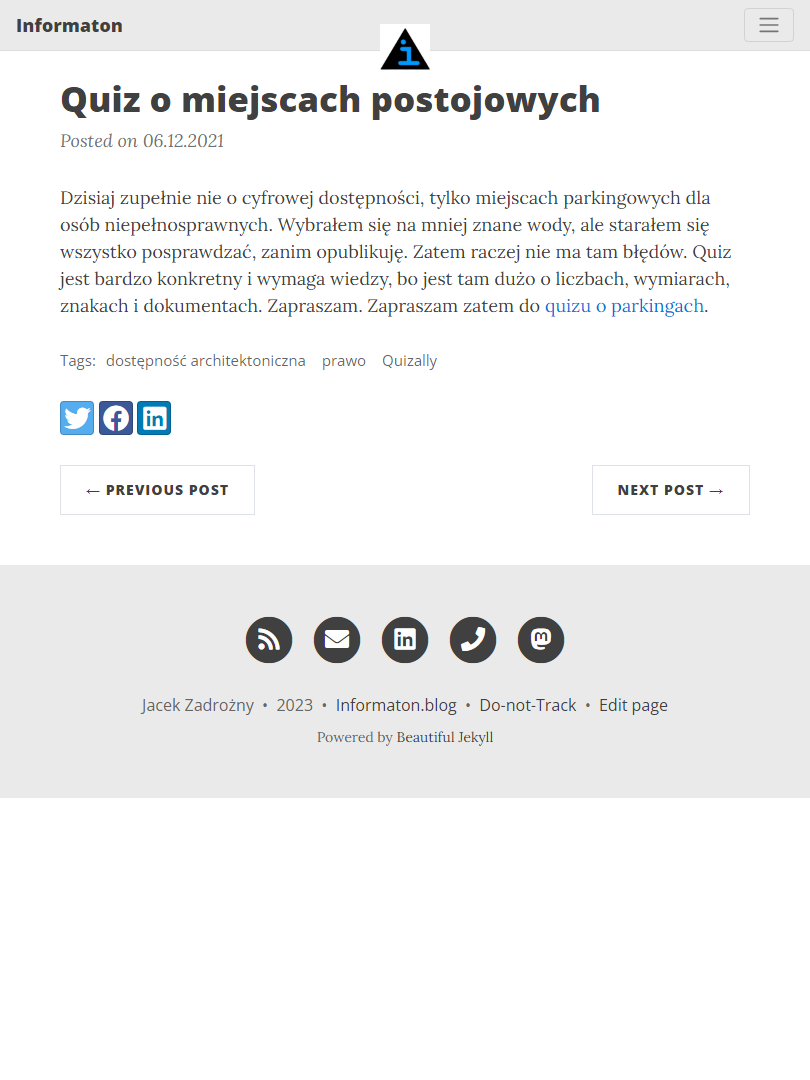 Informaton
i
Quiz o miejscach postojowych
Posted on 06.12.2021
Dzisiaj zupełnie nie o cyfrowej dostępności, tylko miejscach parkingowych dla
osób niepełnosprawnych. Wybrałem się na mniej znane wody, ale starałem się
wszystko posprawdzać, zanim opublikuję. Zatem raczej nie ma tam błędów. Quiz
jest bardzo konkretny i wymaga wiedzy, bo jest tam dużo o liczbach, wymiarach,
znakach i dokumentach. Zapraszam. Zapraszam zatem do quizu o parkingach.
Tags: dostępność architektoniczna prawo Quizally
← PREVIOUS POST NEXT POST →
Jacek Zadrożny • 2023 • Informaton.blog • Do-not-Track • Edit page
Powered by Beautiful Jekyll